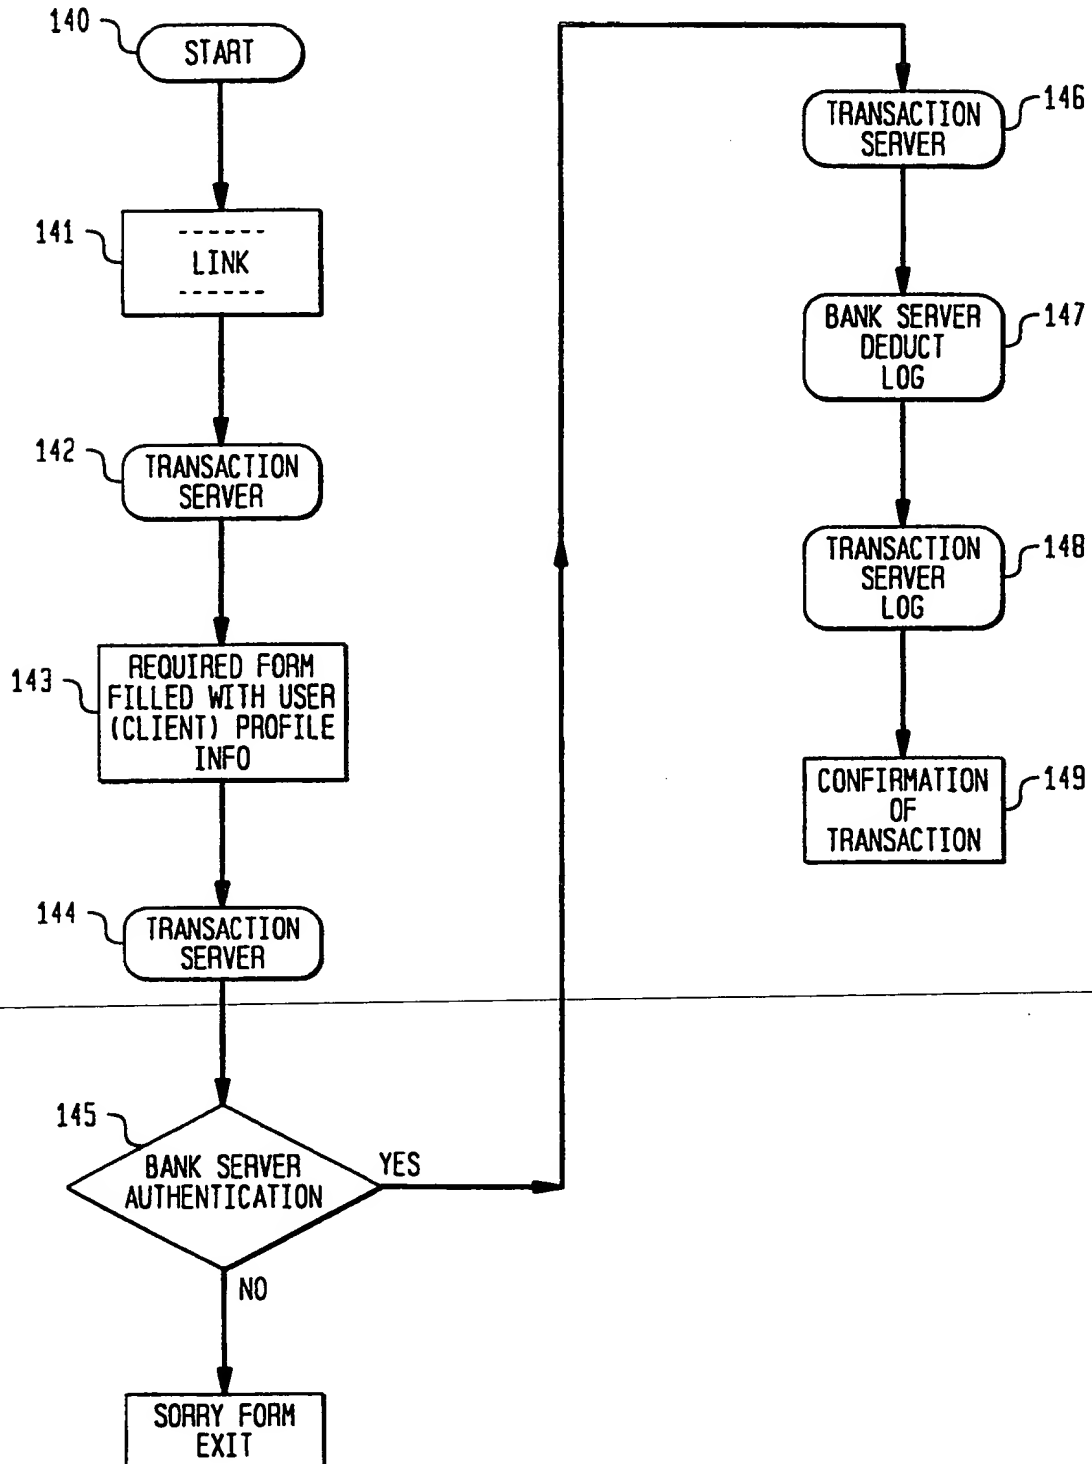 140
START
141
------
LINK
------
142
TRANSACTION
SERVER
143
REQUIRED FORM
FILLED WITH USER
(CLIENT) PROFILE
INFO
144
TRANSACTION
SERVER
145
BANK SERVER
AUTHENTICATION
YES
NO
SORRY FORM
EXIT
146
TRANSACTION
SERVER
147
BANK SERVER
DEDUCT
LOG
148
TRANSACTION
SERVER
LOG
149
CONFIRMATION
OF
TRANSACTION